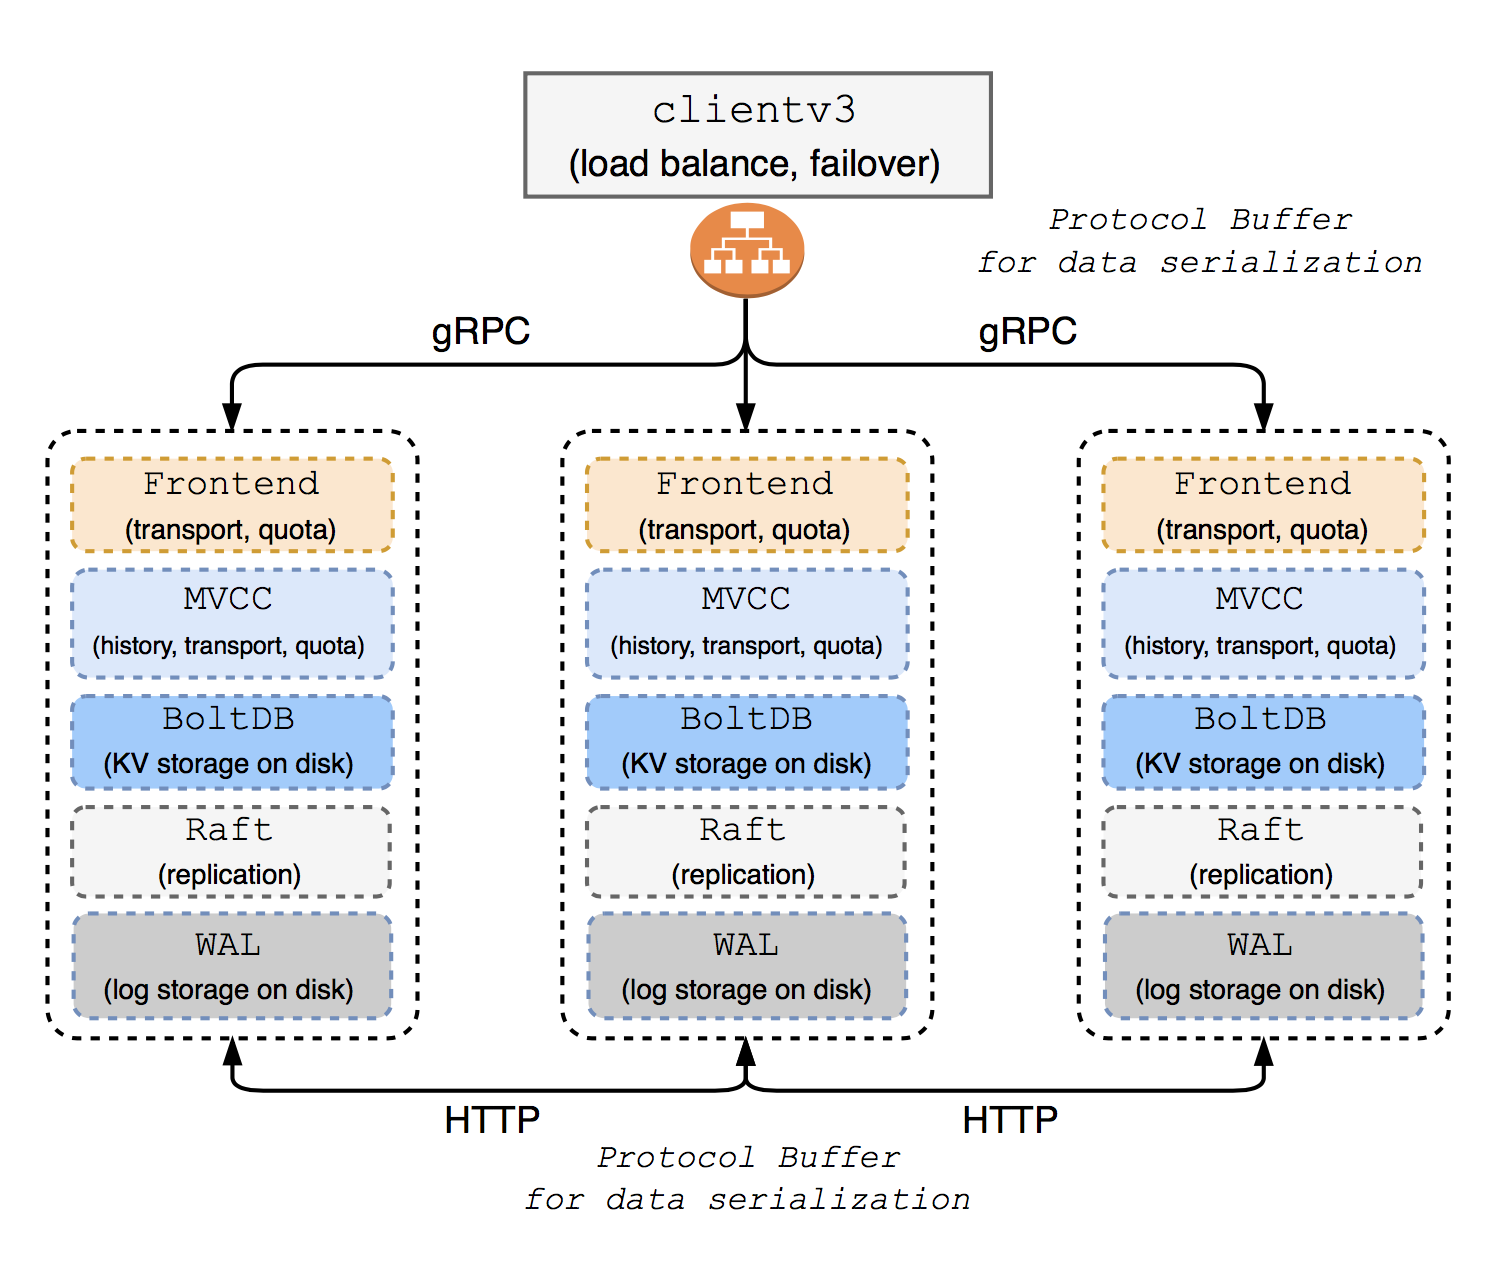 clientv3
(load balance, failover)
Protocol Buffer
for data serialization
gRPC
gRPC
Frontend
(transport, quota)
MVCC
(history, transport, quota)
BoltDB
(KV storage on disk)
Raft
(replication)
WAL
(log storage on disk)
Frontend
(transport, quota)
MVCC
(history, transport, quota)
BoltDB
(KV storage on disk)
Raft
(replication)
WAL
(log storage on disk)
Frontend
(transport, quota)
MVCC
(history, transport, quota)
BoltDB
(KV storage on disk)
Raft
(replication)
WAL
(log storage on disk)
HTTP
HTTP
Protocol Buffer
for data serialization